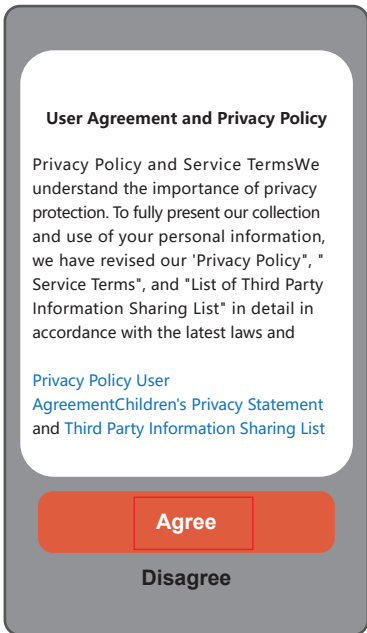 User Agreement and Privacy Policy
Privacy Policy and Service TermsWe
understand the importance of privacy
protection. To fully present our collection
and use of your personal information,
we have revised our 'Privacy Policy", "
Service Terms", and "List of Third Party
Information Sharing List" in detail in
accordance with the latest laws and
Privacy Policy User
AgreementChildren's Privacy Statement
and Third Party Information Sharing List
Agree
Disagree